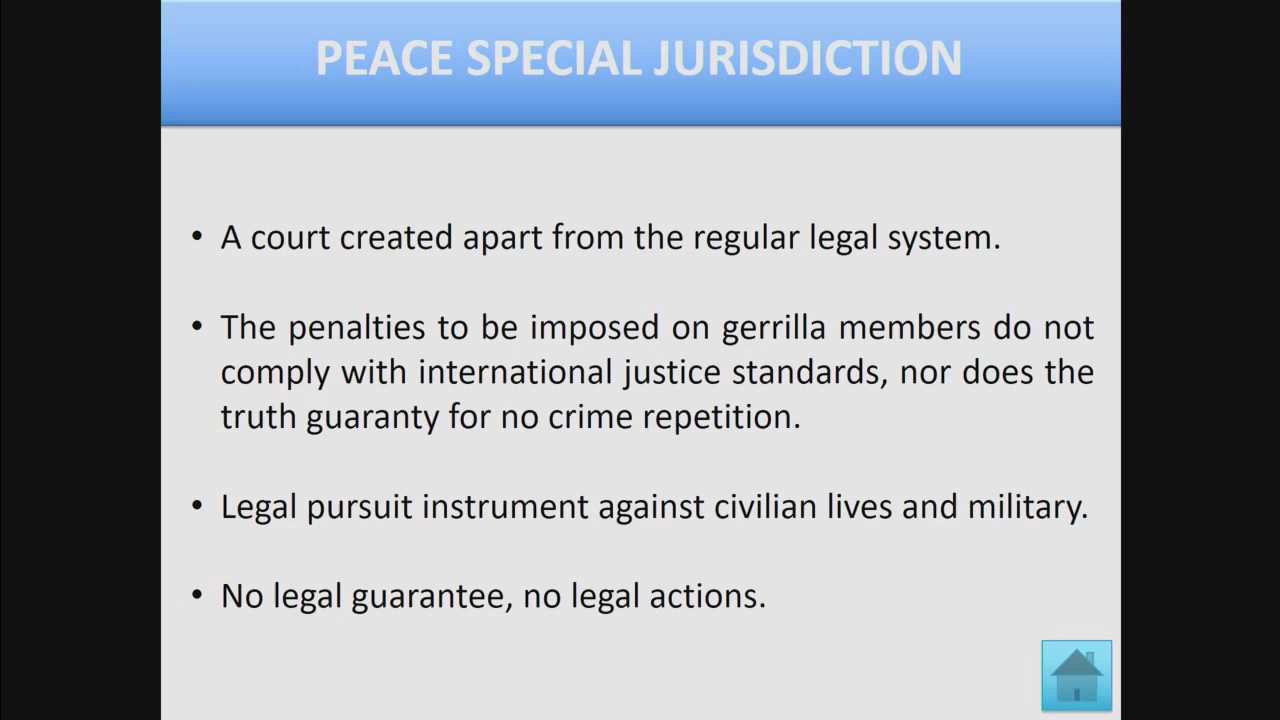 PEACE SPECIAL JURISDICTION
• A court created apart from the regular legal system.
• The penalties to be imposed on gerrilla members do not
comply with international justice standards, nor does the
truth guaranty for no crime repetition.
• Legal pursuit instrument against civilian lives and military.
• No legal guarantee, no legal actions.